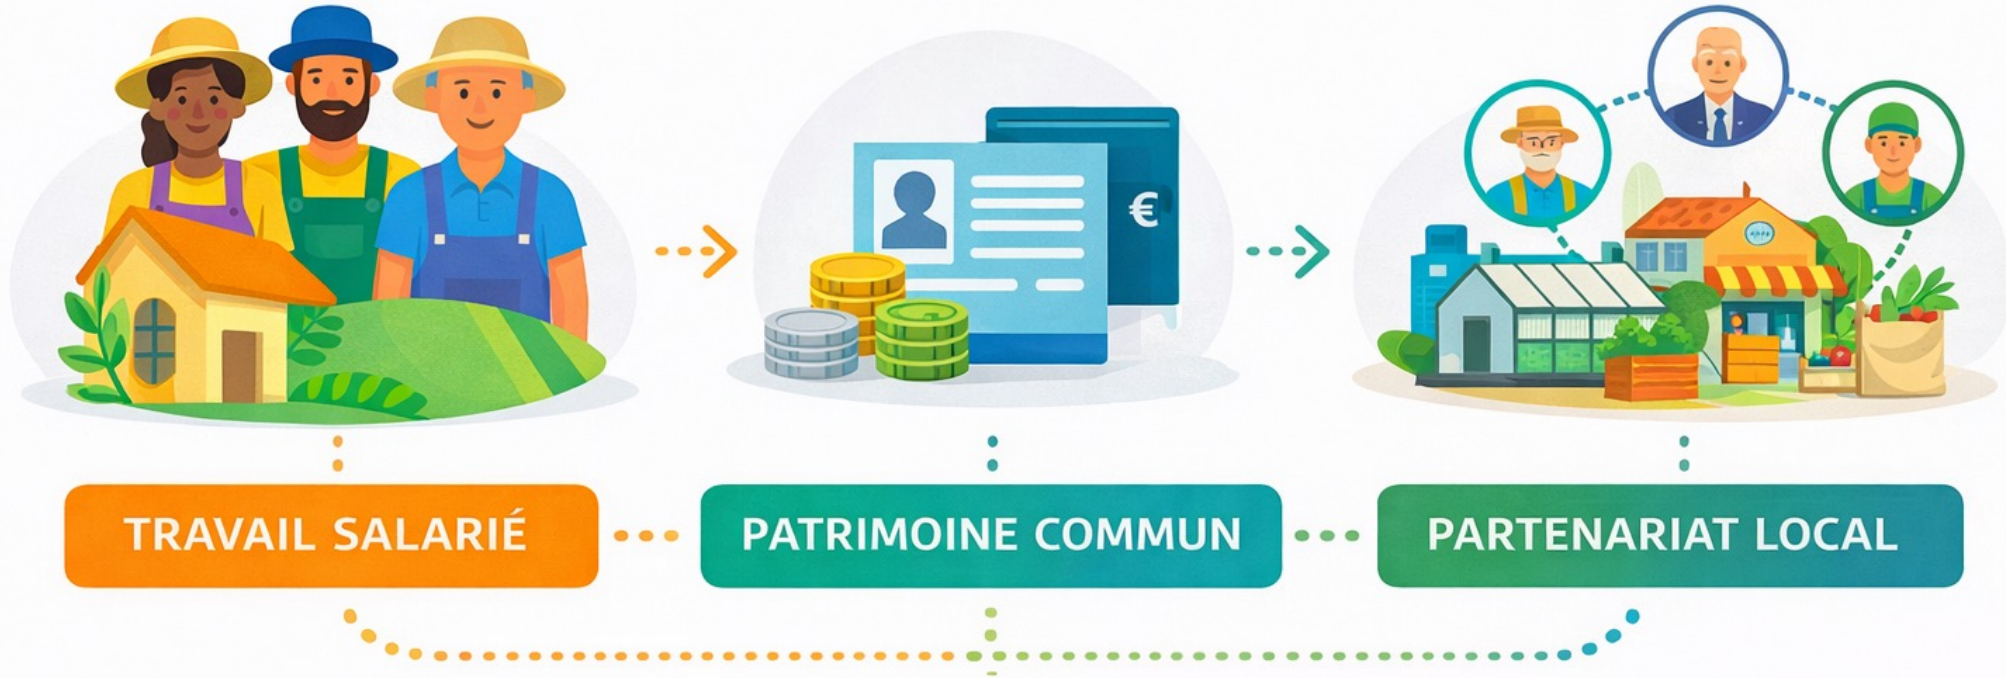 €
TRAVAIL SALARIÉ
PATRIMOINE COMMUN
PARTENARIAT LOCAL